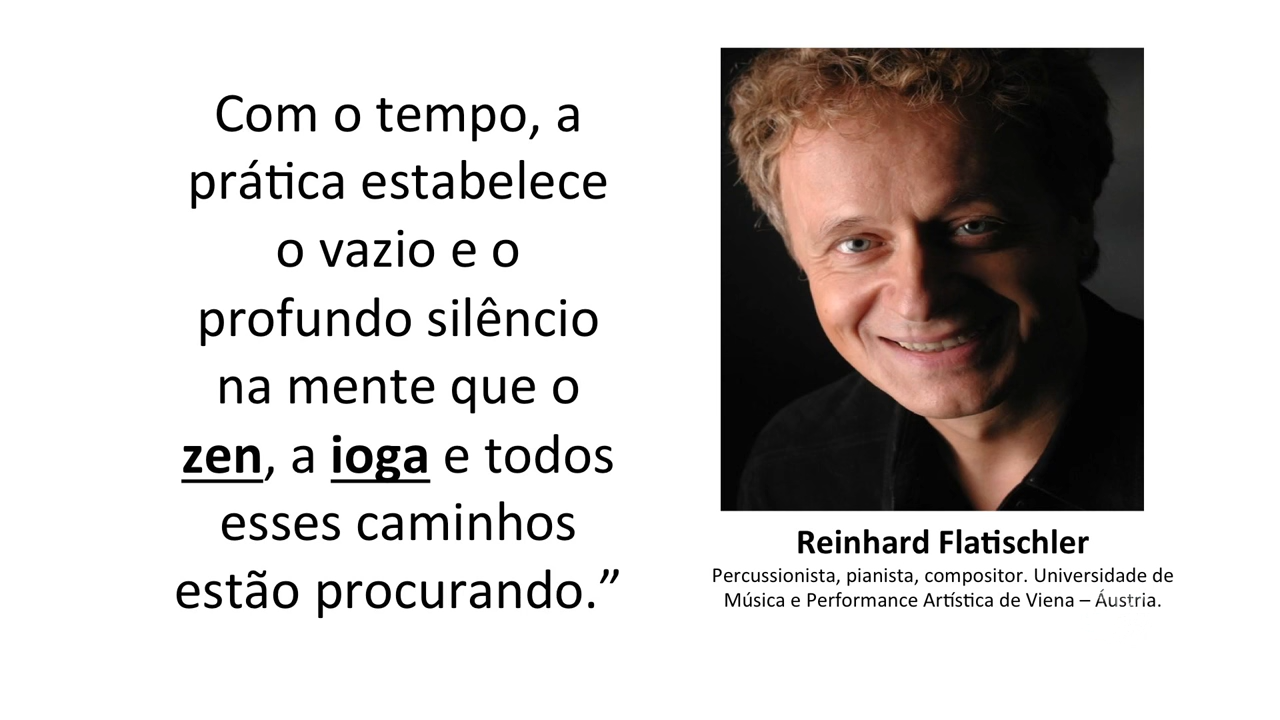 Com o tempo, a
prática estabelece
o vazio e o
profundo silêncio
na mente que o
zen, a ioga e todos
esses caminhos
estão procurando.”
Reinhard Flatischler
Percussionista, pianista, compositor. Universidade de
Música e Performance Artística de Viena – Áustria.